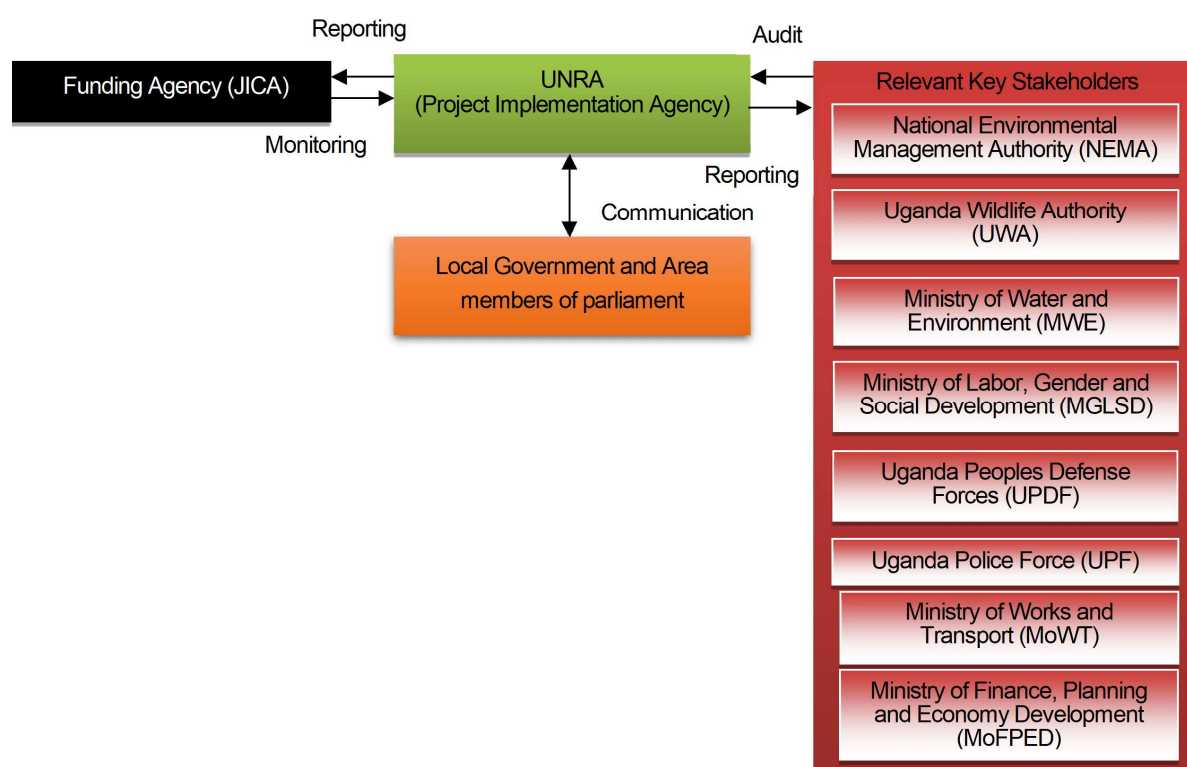 Reporting
Audit
Funding Agency (JICA)
UNRA
(Project Implementation Agency)
Monitoring
Reporting
Communication
Local Government and Area
members of parliament
Relevant Key Stakeholders
National Environmental
Management Authority (NEMA)
Uganda Wildlife Authority
(UWA)
Ministry of Water and
Environment (MWE)
Ministry of Labor, Gender and
Social Development (MGLSD)
Uganda Peoples Defense
Forces (UPDF)
Uganda Police Force (UPF)
Ministry of Works and
Transport (MoWT)
Ministry of Finance, Planning
and Economy Development
(MoFPED)